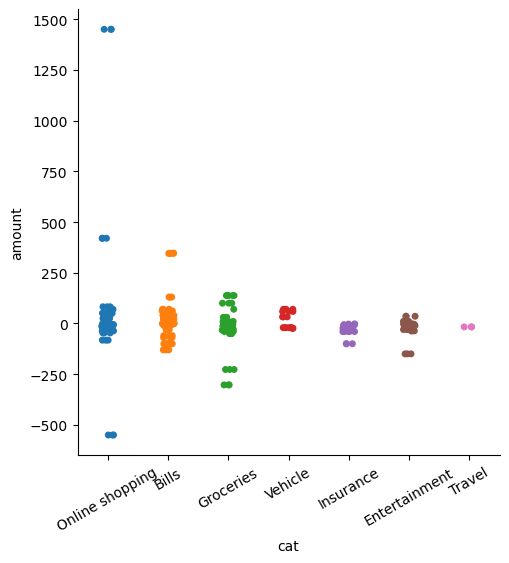 1500
1250
1000
750
500
250
0
−250
−500
amount
Online shopping
Bills
Groceries
Vehicle
Insurance
Entertainment
Travel
cat